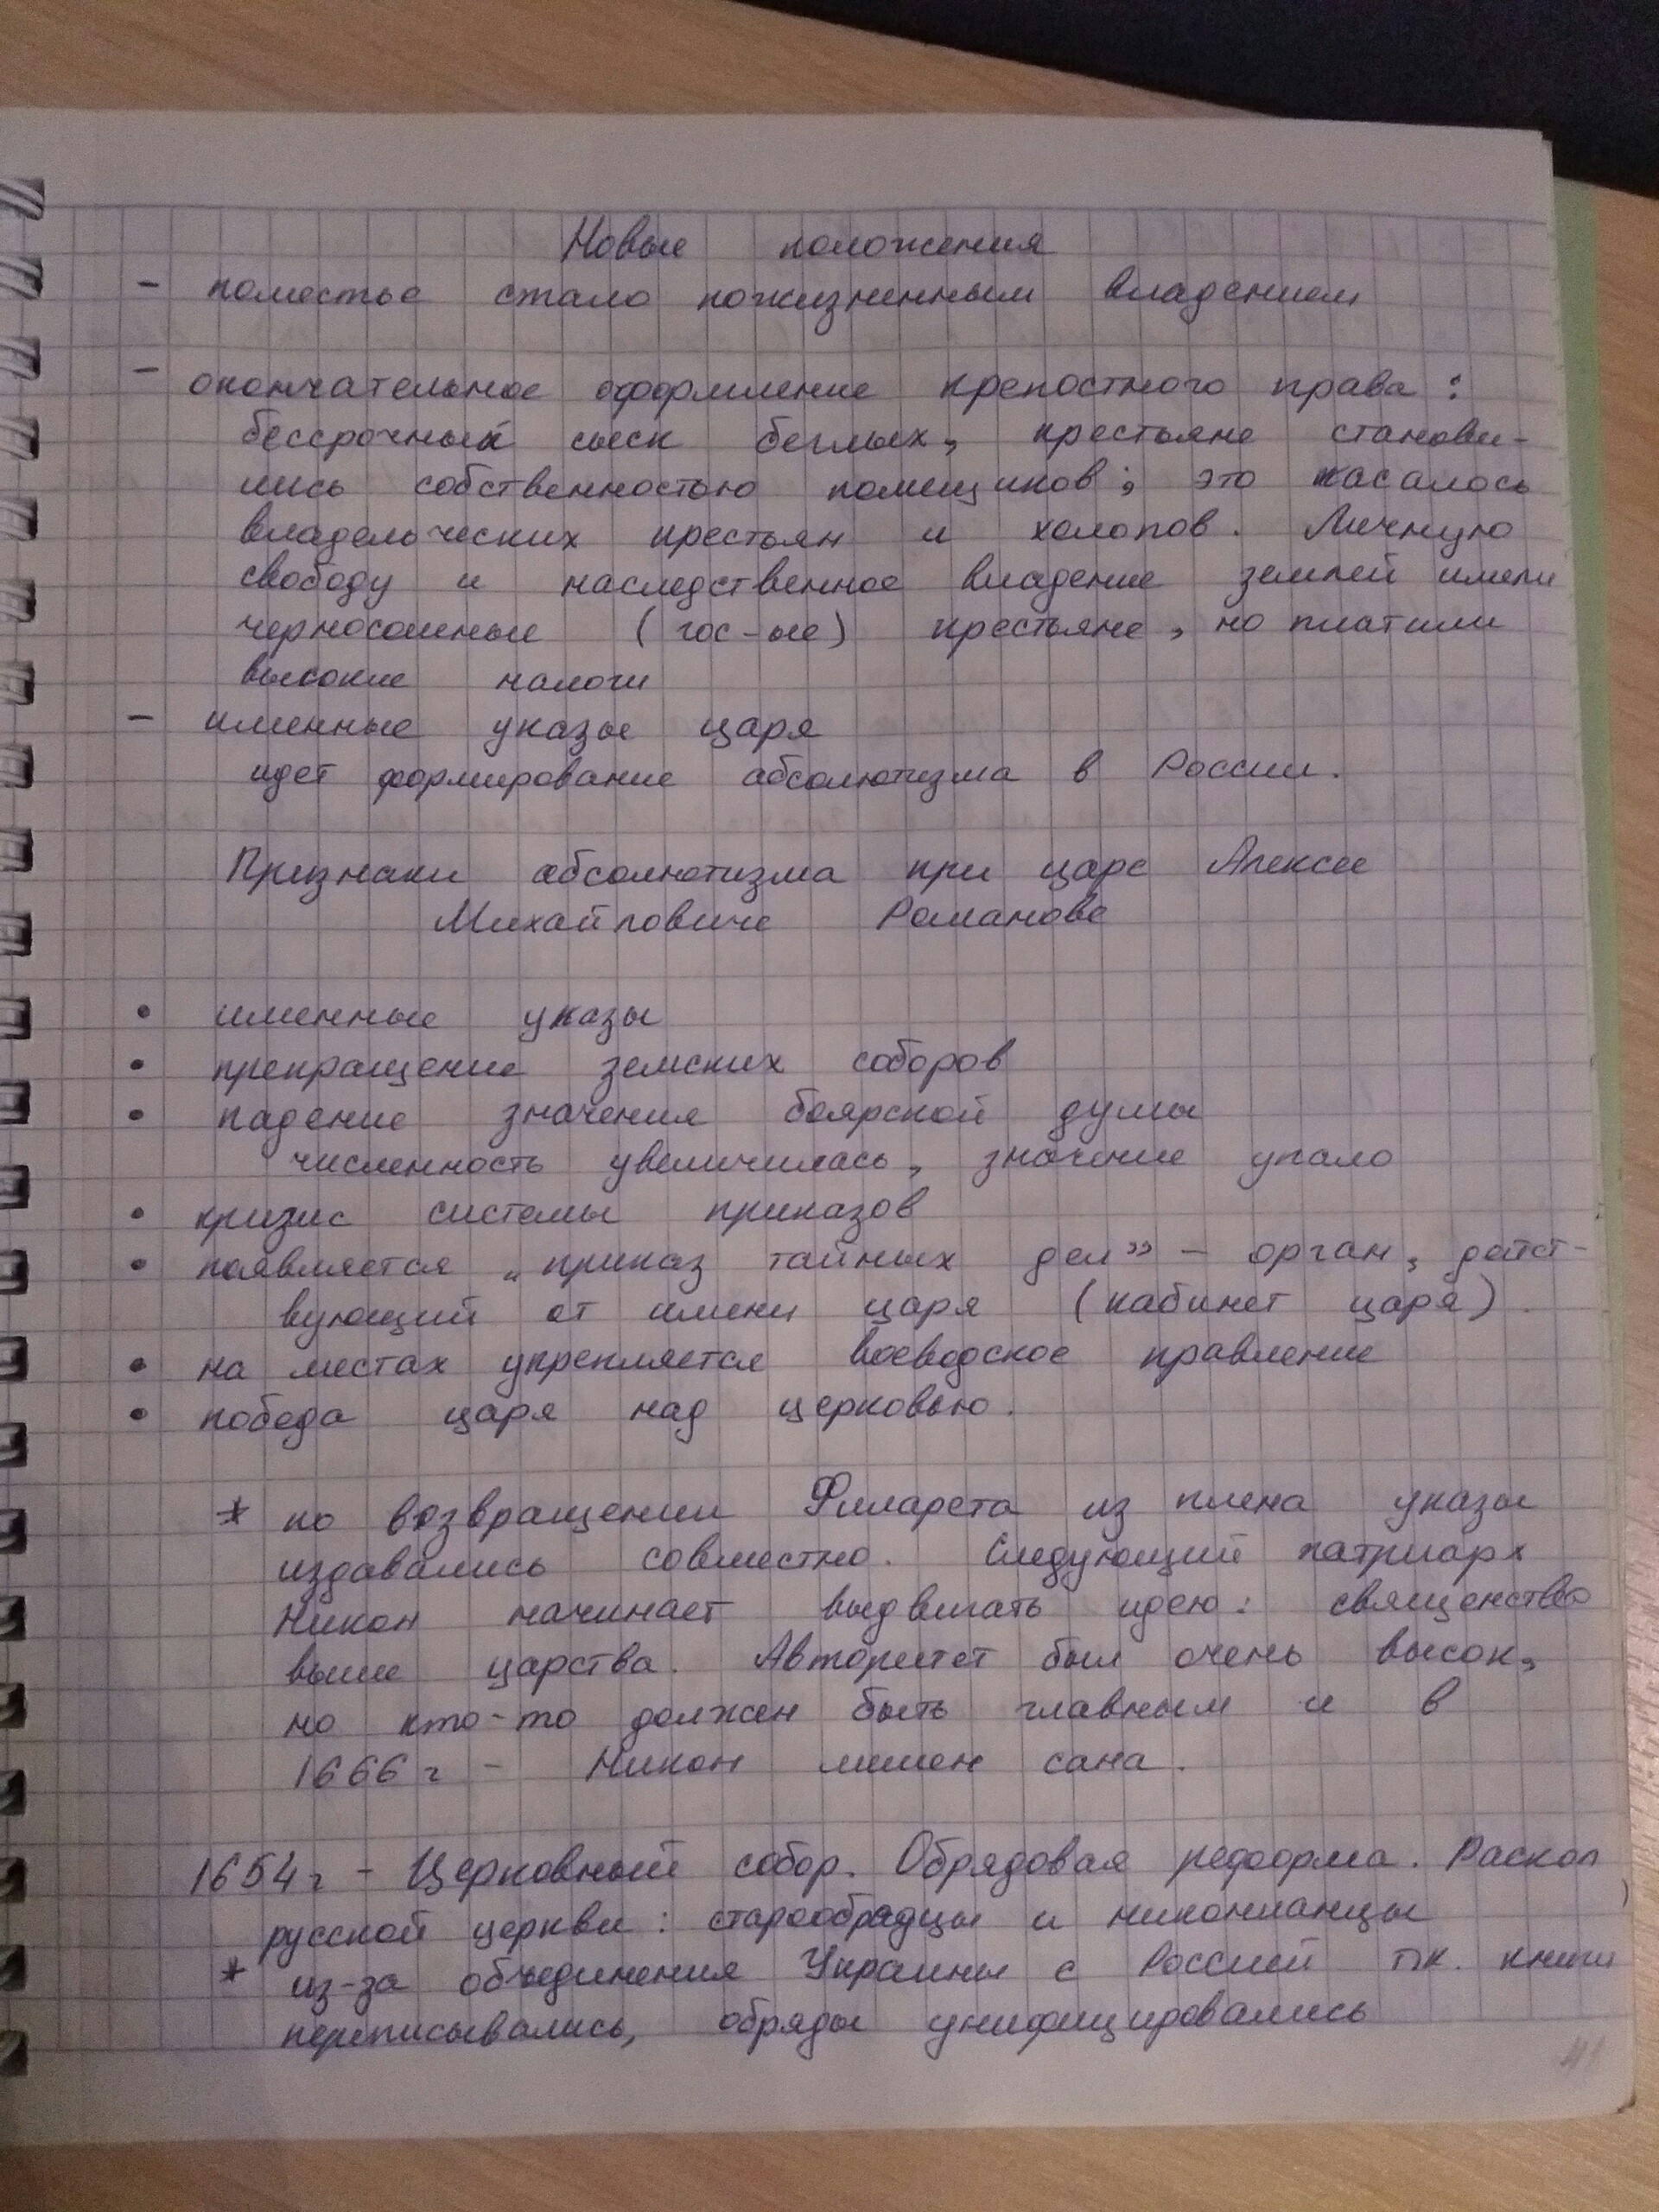 Новые положения
- поместье стало пожизненным владением
- окончательное оформление крепостного права:
бессрочный сыск беглых, крестьяне станови-
лись собственностью помещиков; это касалось
владельческих крестьян и холопов. Личную
свободу и наследственное владение землей имели
черносошные (гос-ые) крестьяне, но платили
высокие налоги
- именные указы царя
идет формирование абсолютизма в России.
Признаки абсолютизма при царе Алексее
Михайловиче Романове
• именные указы
• прекращение земских соборов
• падение значения боярской думы
численность увеличилась, значение упало
• кризис системы приказов
• появляется „приказ тайных дел” - орган, дейст-
вующий от имени царя (кабинет царя).
• на местах укрепляется воеводское правление
• победа царя над церковью.
* по возвращении Филарета из плена указы
издавались совместно. Следующий патриарх
Никон начинает выдвигать идею: священство
выше царства. Авторитет был очень высок,
но кто-то должен быть главным и в
1666 г - Никон лишен сана.
1654 г - Церковный собор. Обрядовая реформа. Раскол
русской церкви: старообрядцы и никонианцы
* из-за объединения Украины с Россией т.к. книги
переписывались, обряды унифицировались